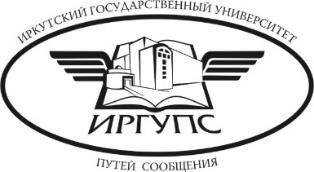 ИРКУТСКИЙ ГОСУДАРСТВЕННЫЙ УНИВЕРСИТЕТ
ИРГУПС
ПУТЕЙ СООБЩЕНИЯ